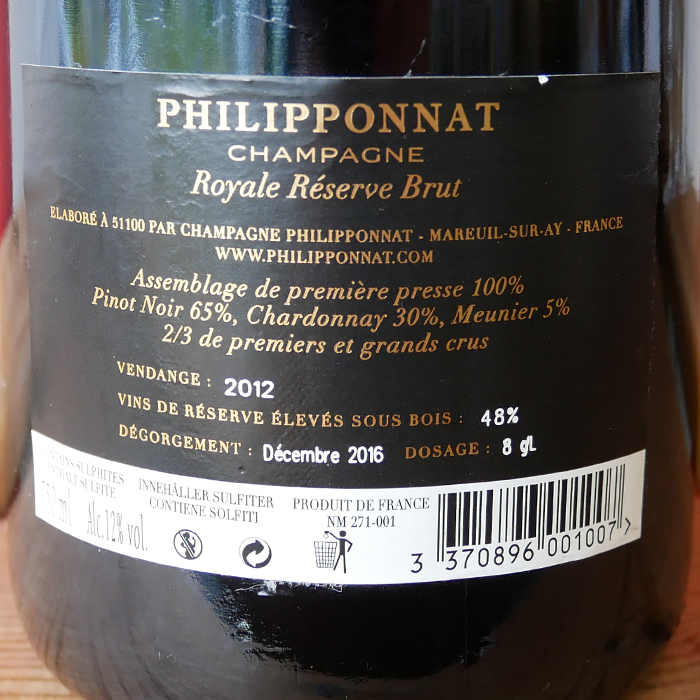 PHILIPPONNAT
CHAMPAGNE
Royale Réserve Brut
ELABORÉ À 51100 PAR CHAMPAGNE PHILIPPONNAT - MAREUIL-SUR-AY - FRANCE
WWW.PHILIPPONNAT.COM
Assemblage de première presse 100%
Pinot Noir 65%, Chardonnay 30%, Meunier 5%
2/3 de premiers et grands crus
VENDANGE : 2012
VINS DE RÉSERVE ÉLEVÉS SOUS BOIS : 48%
DÉGORGEMENT : Décembre 2016 DOSAGE : 8 g/L
SULPHITES
SULFITE
ml Alc.12% vol.
INNEHÅLLER SULFITER
CONTIENE SOLFITI
PRODUIT DE FRANCE
NM 271-001
3 370896 001007 >